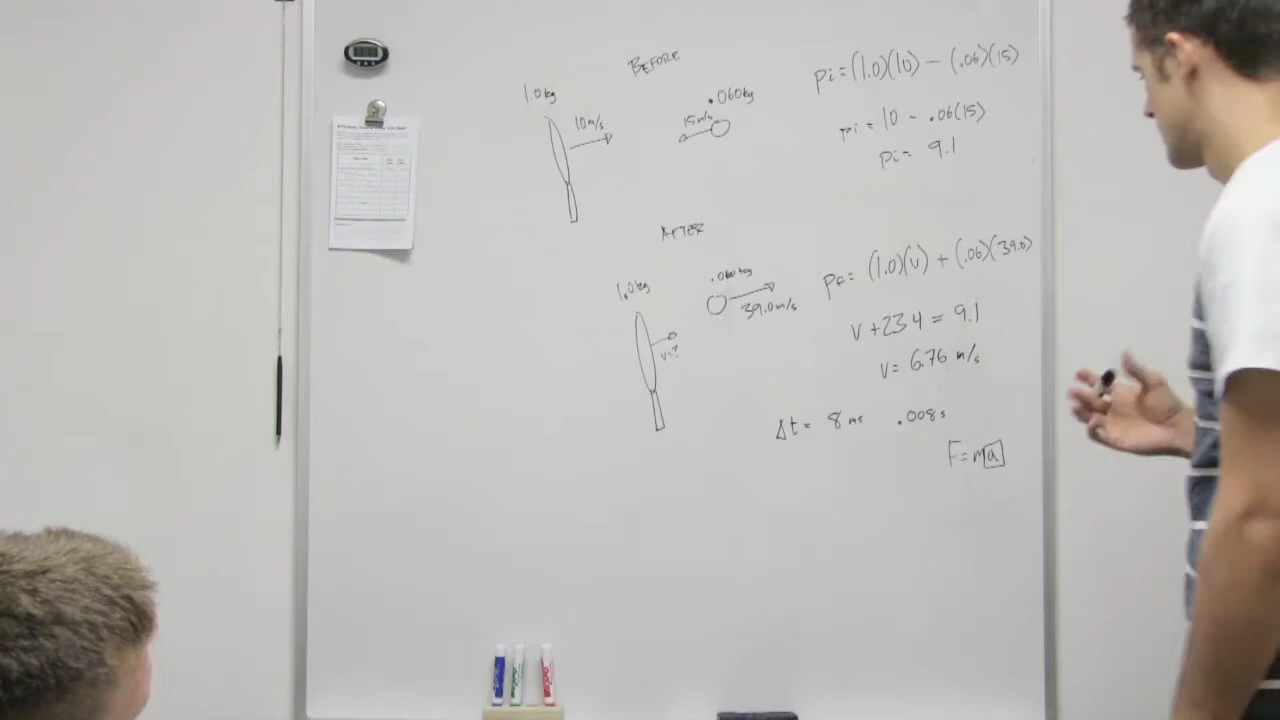 BEFORE
1.0kg
10m/s
.060kg
15m/s
pi=(1.0)(10) - (.06)(15)
pi = 10 - .06(15)
pi= 9.1
AFTER
1.0kg
.060kg
39.0m/s
v=?
pf= (1.0)(v) + (.06)(39.0)
v + 2.34 = 9.1
v= 6.76 m/s
Δt = 8 ms .008s
F=ma